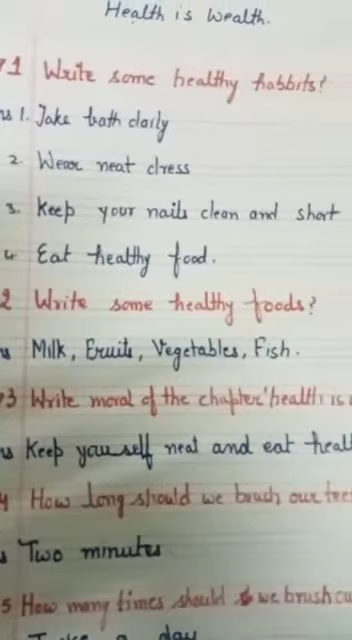 Health is Wealth.
1 Write some healthy habbits?
1. Take bath daily
2. Wear neat dress
3. Keep your nails clean and short
4. Eat healthy food.
2 Write some healthy foods?
Milk, Fruits, Vegetables, Fish.
3 Write moral of the chapter 'health is
Keep youself neat and eat
How long should we brush our
Two minutes
5 How many times should we brush
a day